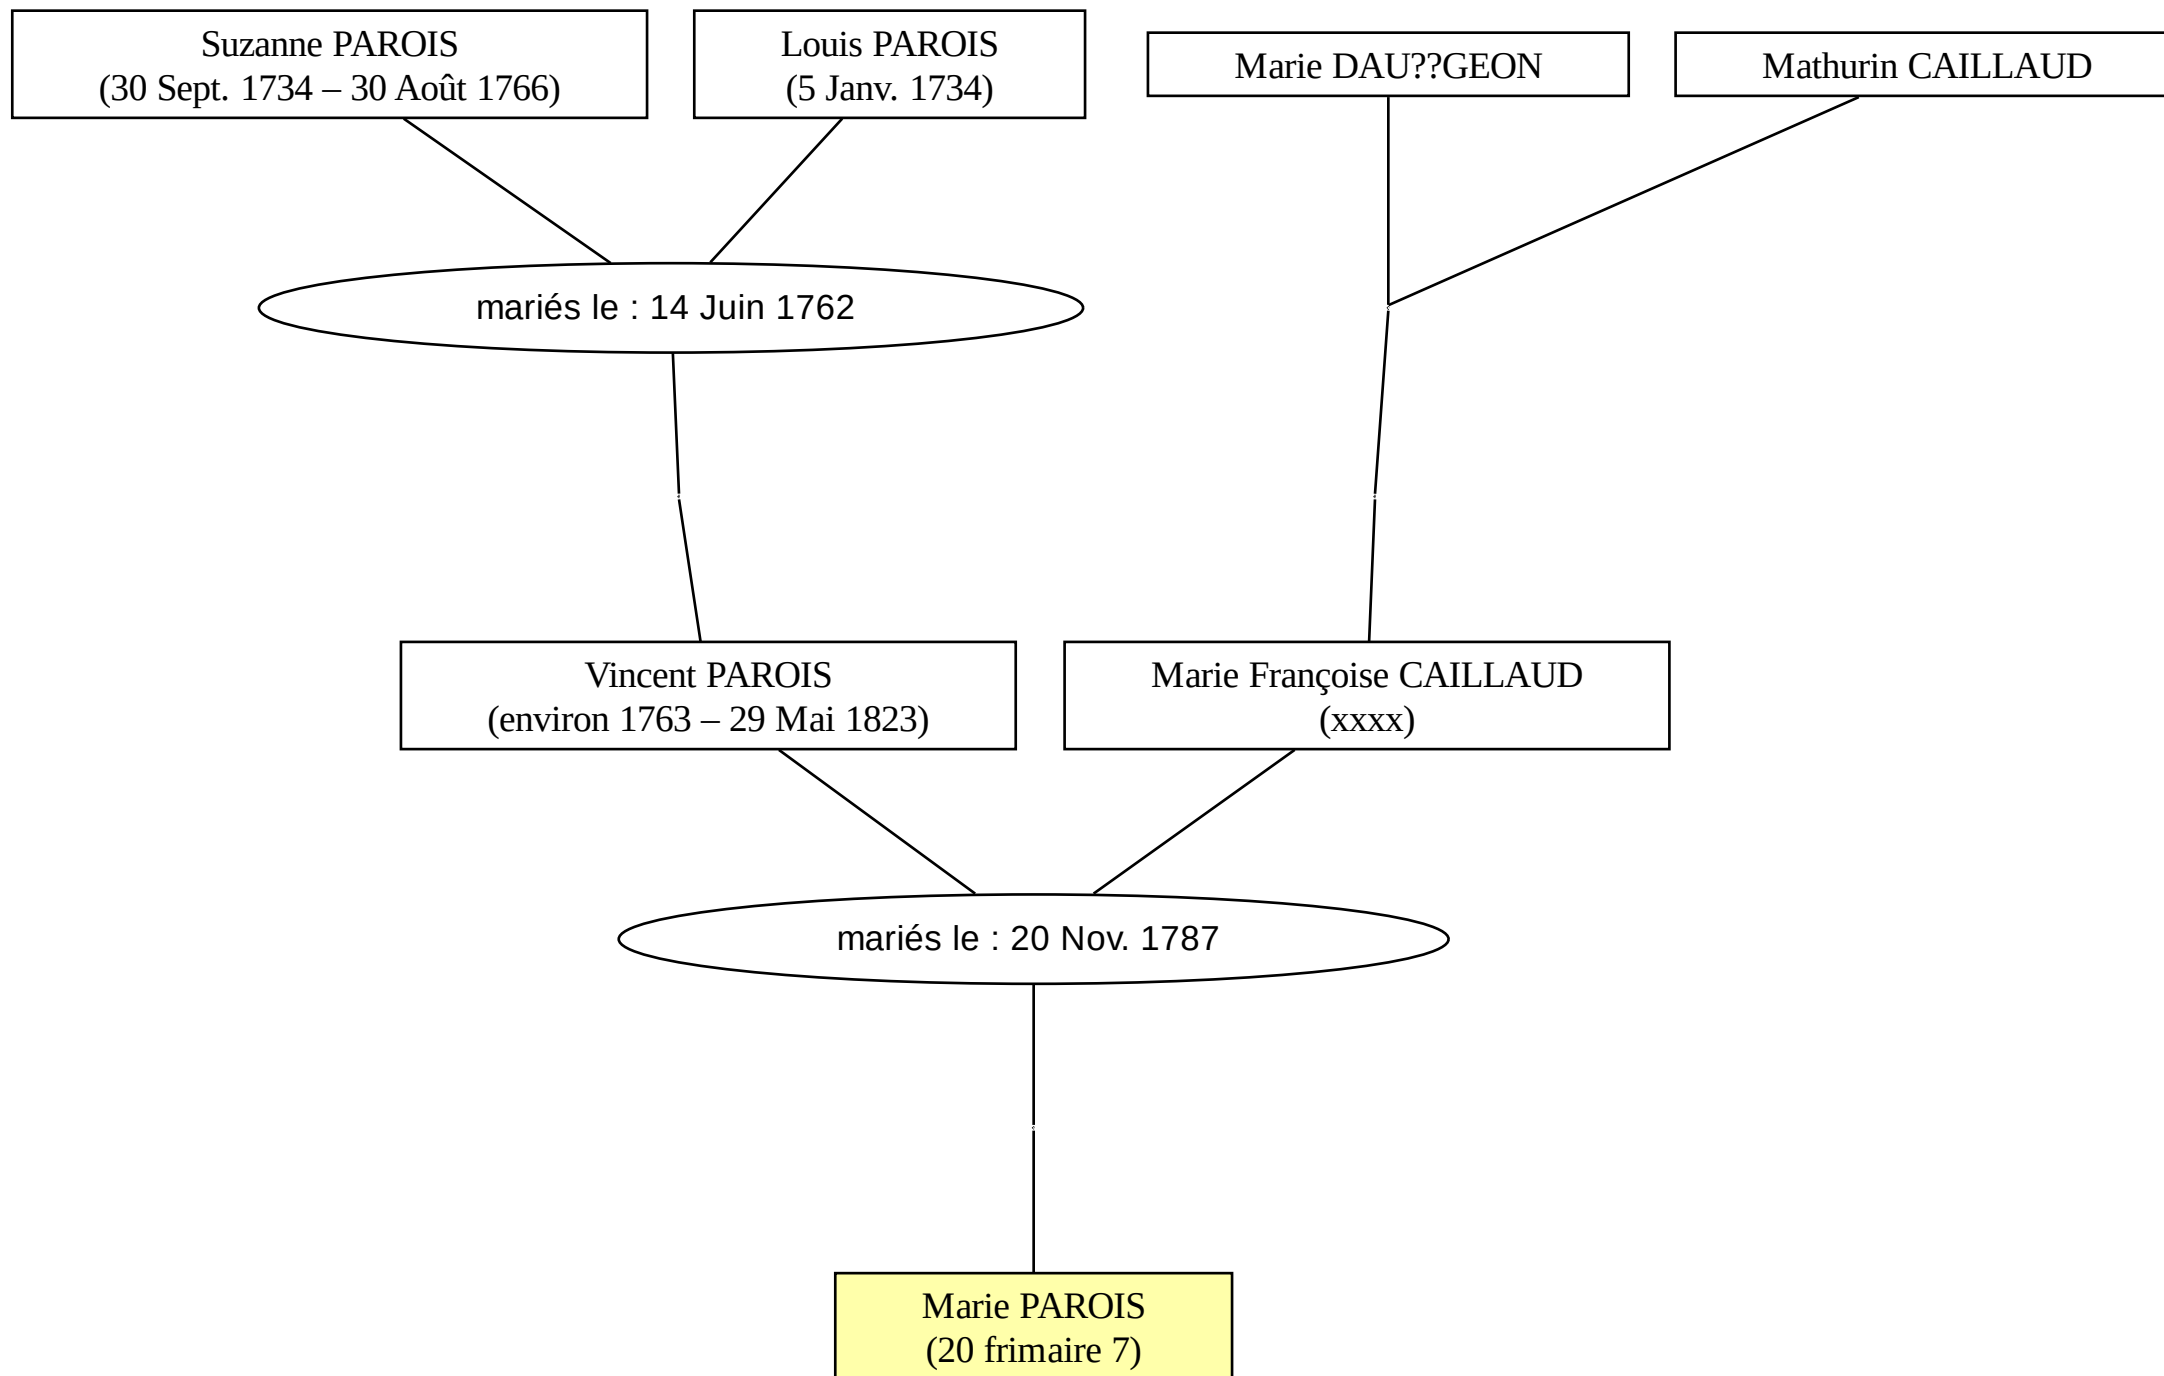 Suzanne PAROIS
(30 Sept. 1734 – 30 Août 1766)
Louis PAROIS
(5 Janv. 1734)
Marie DAU??GEON
Mathurin CAILLAUD
mariés le : 14 Juin 1762
Vincent PAROIS
(environ 1763 – 29 Mai 1823)
Marie Françoise CAILLAUD
(xxxx)
mariés le : 20 Nov. 1787
Marie PAROIS
(20 frimaire 7)